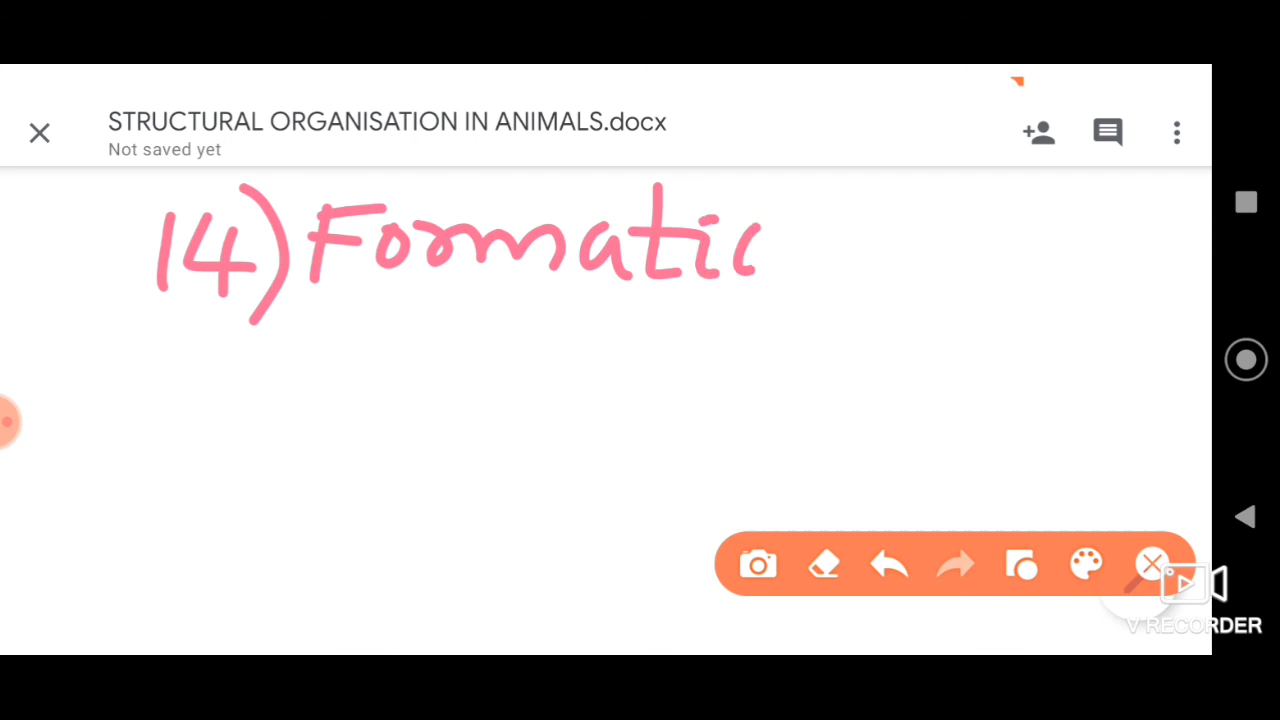 STRUCTURAL ORGANISATION IN ANIMALS.docx
Not saved yet
14) Formatic
V RECORDER